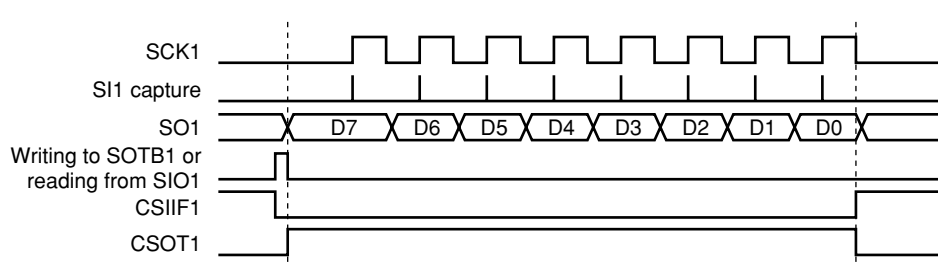 SCK1
SI1 capture
SO1 D7 D6 D5 D4 D3 D2 D1 D0
Writing to SOTB1 or
reading from SIO1
CSIIF1
CSOT1